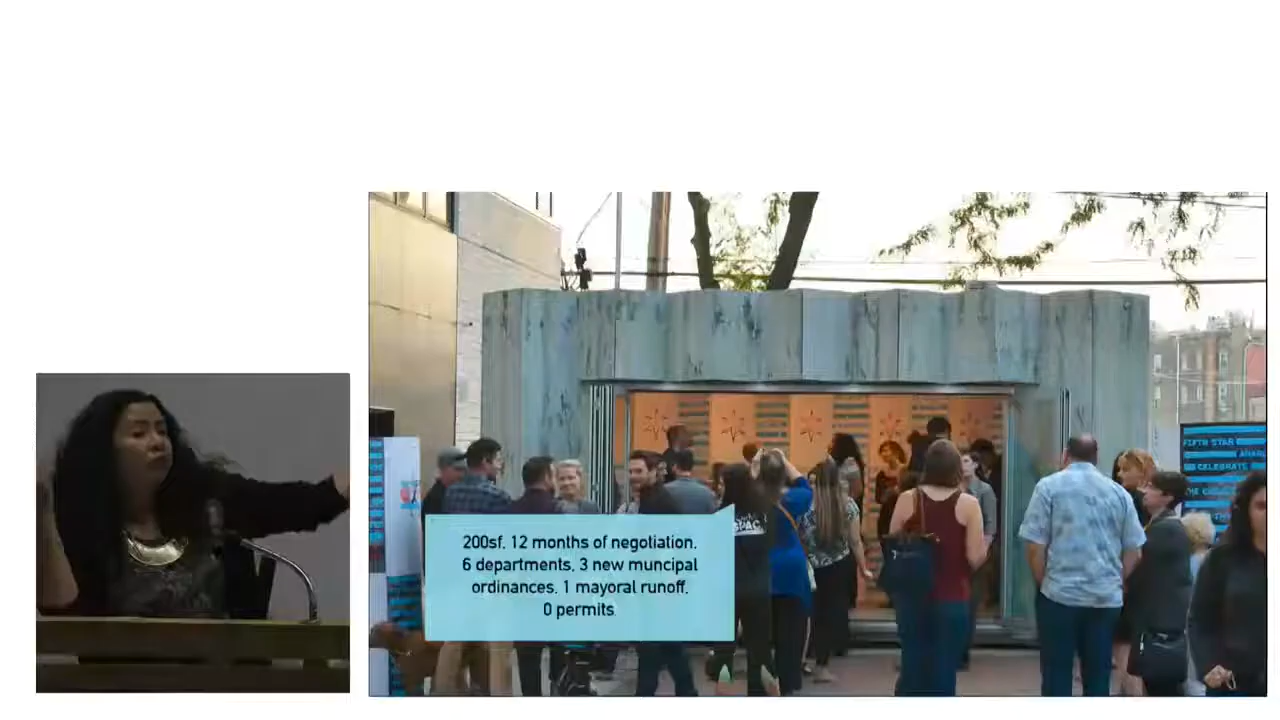 200sf, 12 months of negotiation,
6 departments, 3 new muncipal
ordinances, 1 mayoral runoff,
0 permits
SPAC
FIFTH STAR
CELEBRATE